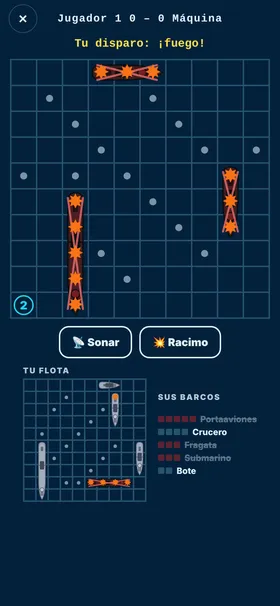 ×
Jugador 1 0 – 0 Máquina
Tu disparo: ¡fuego!
2
Sonar
Racimo
TU FLOTA
SUS BARCOS
Portaaviones
Crucero
Fragata
Submarino
Bote